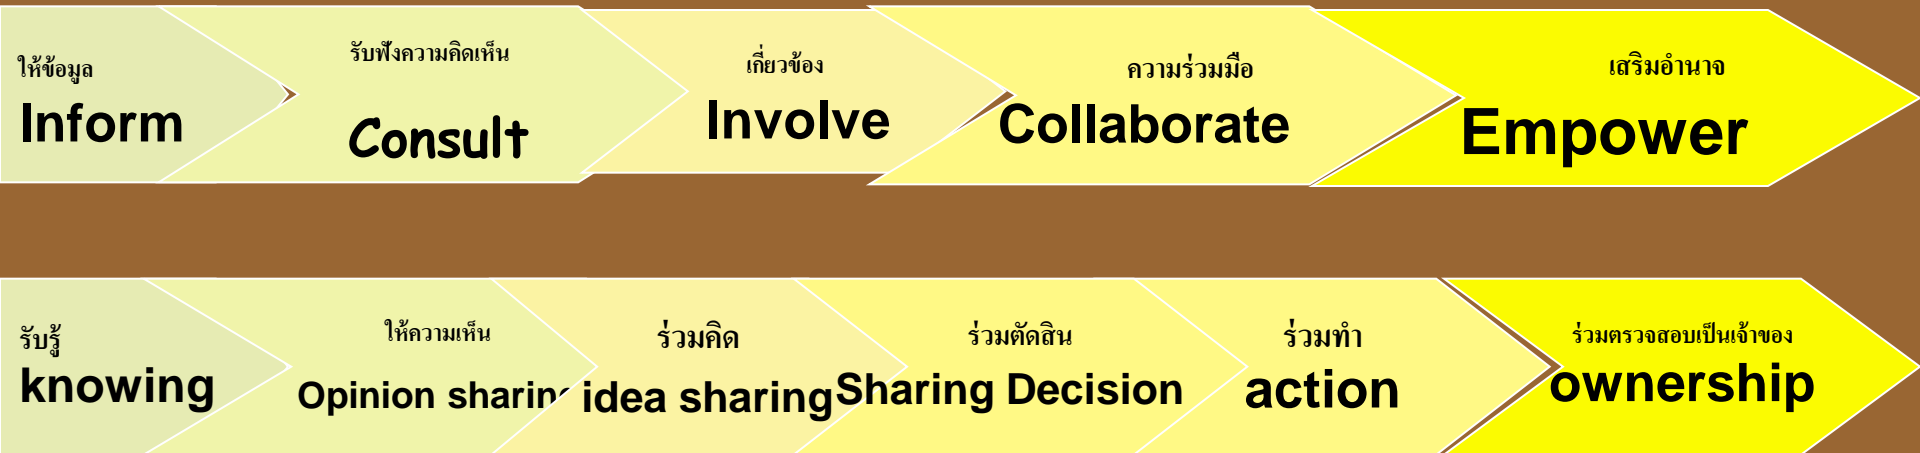 ให้ข้อมูล
Inform
รับฟังความคิดเห็น
Consult
เกี่ยวข้อง
Involve
ความร่วมมือ
Collaborate
เสริมอำนาจ
Empower
รับรู้
knowing
ให้ความเห็น
Opinion sharing
ร่วมคิด
idea sharing
ร่วมตัดสิน
Sharing Decision
ร่วมทำ
action
ร่วมตรวจสอบเป็นเจ้าของ
ownership